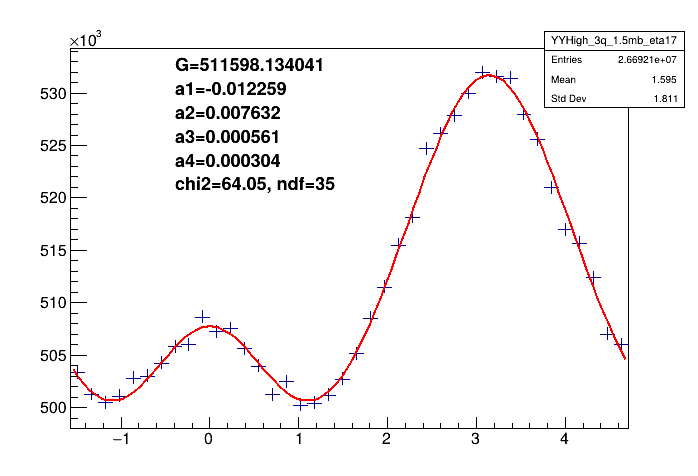 ×10³
YYHigh_3q_1.5mb_eta17
Entries 2.66921e+07
Mean 1.595
Std Dev 1.811
G=511598.134041
a1=-0.012259
a2=0.007632
a3=0.000561
a4=0.000304
chi2=64.05, ndf=35
530
525
520
515
510
505
500
−1 0 1 2 3 4